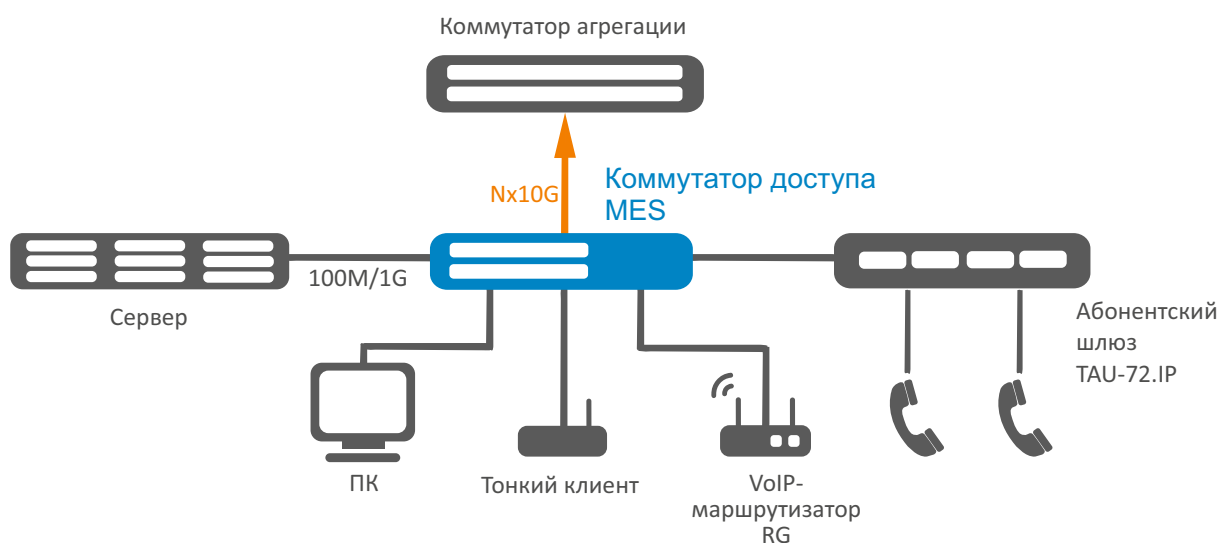 Коммутатор агрегации
Nx10G
Коммутатор доступа
MES
100M/1G
Сервер
Абонентский
шлюз
TAU-72.IP
ПК
Тонкий клиент
VoIP-
маршрутизатор
RG